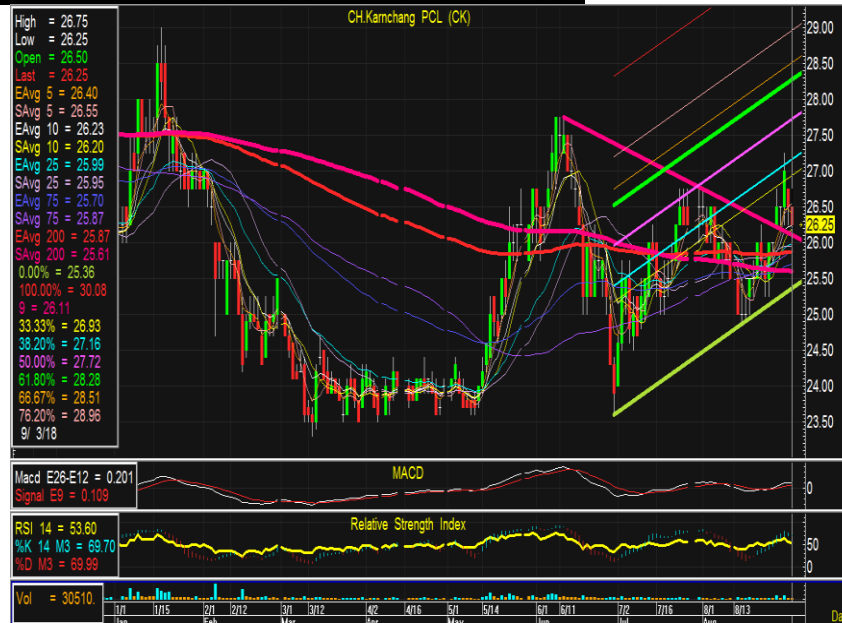 CH.Karnchang PCL (CK)
High = 26.75
Low = 26.25
Open = 26.50
Last = 26.25
EAvg 5 = 26.40
SAvg 5 = 26.55
EAvg 10 = 26.23
SAvg 10 = 26.20
EAvg 25 = 25.99
SAvg 25 = 25.95
EAvg 75 = 25.70
SAvg 75 = 25.87
EAvg 200 = 25.87
SAvg 200 = 25.61
0.00% = 25.36
100.00% = 30.08
9 = 26.11
33.33% = 26.93
38.20% = 27.16
50.00% = 27.72
61.80% = 28.28
66.67% = 28.51
76.20% = 28.96
9/ 3/18
29.00
28.50
28.00
27.50
27.00
26.50
26.25
26.00
25.50
25.00
24.50
24.00
23.50
MACD
Macd E26-E12 = 0.201
Signal E9 = 0.109
0
Relative Strength Index
RSI 14 = 53.60
%K 14 M3 = 69.70
%D M3 = 69.99
50
0
Vol = 30510.
1/1 1/15 2/1 2/12 3/1 3/12 4/2 4/16 5/1 5/14 6/1 6/11 7/2 7/16 8/1 8/13
Jan Feb Mar Apr May Jun Jul Aug
Da